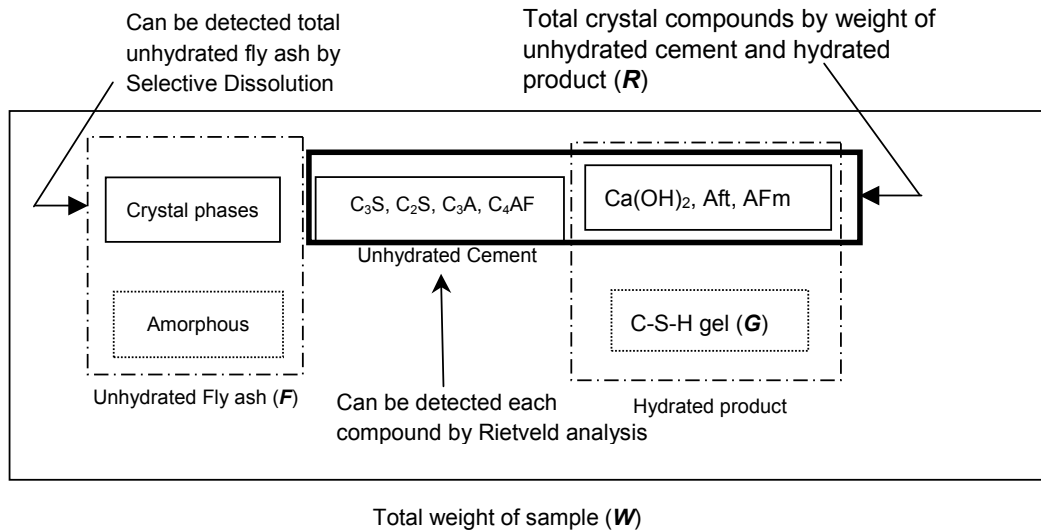 Can be detected total
unhydrated fly ash by
Selective Dissolution
Total crystal compounds by weight of
unhydrated cement and hydrated
product (R)
Crystal phases
C₃S, C₂S, C₃A, C₄AF
Ca(OH)₂, Aft, AFm
Unhydrated Cement
Amorphous
C-S-H gel (G)
Unhydrated Fly ash (F)
Can be detected each
compound by Rietveld analysis
Hydrated product
Total weight of sample (W)